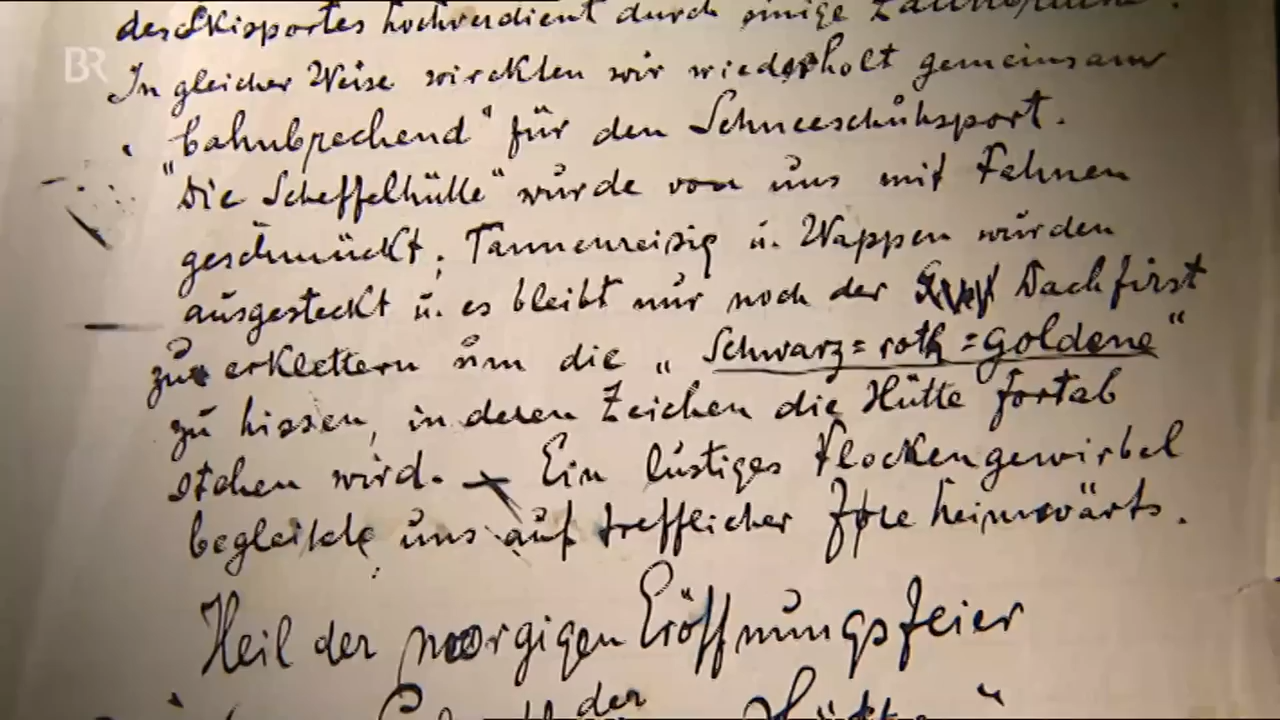 BR
des Skisportes hochverdient durch einige
In gleicher Weise wirckten wir wiederholt gemeinsam
" bahnbrechend " für den Schneeschuhsport.
"Die Scheffelhütte" wurde von uns mit Fahnen
geschmückt; Tannenreisig u. Wappen wurden
ausgesteckt u. es bleibt nur noch der Dachfirst
zu erklettern um die „ Schwarz=roth=Goldene "
zu hissen, in deren Zeichen die Hütte fortab
stehen wird. — Ein lustiges Flockengewirbel
begleitete uns auf trefflicher heimwärts.
Heil der morgigen Eröffnungsfeier
der